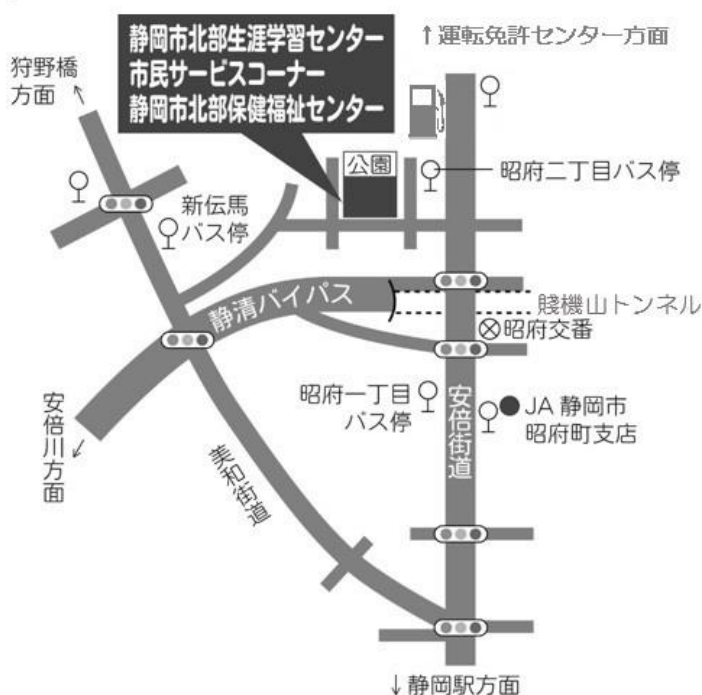 静岡市北部生涯学習センター
市民サービスコーナー
静岡市北部保健福祉センター
↑運転免許センター方面
狩野橋
方面
公園
昭府二丁目バス停
新伝馬
バス停
静清バイパス
賤機山トンネル
昭府交番
昭府一丁目
バス停
安倍街道
JA 静岡市
昭府町支店
安倍川方面
美和街道
↓静岡駅方面